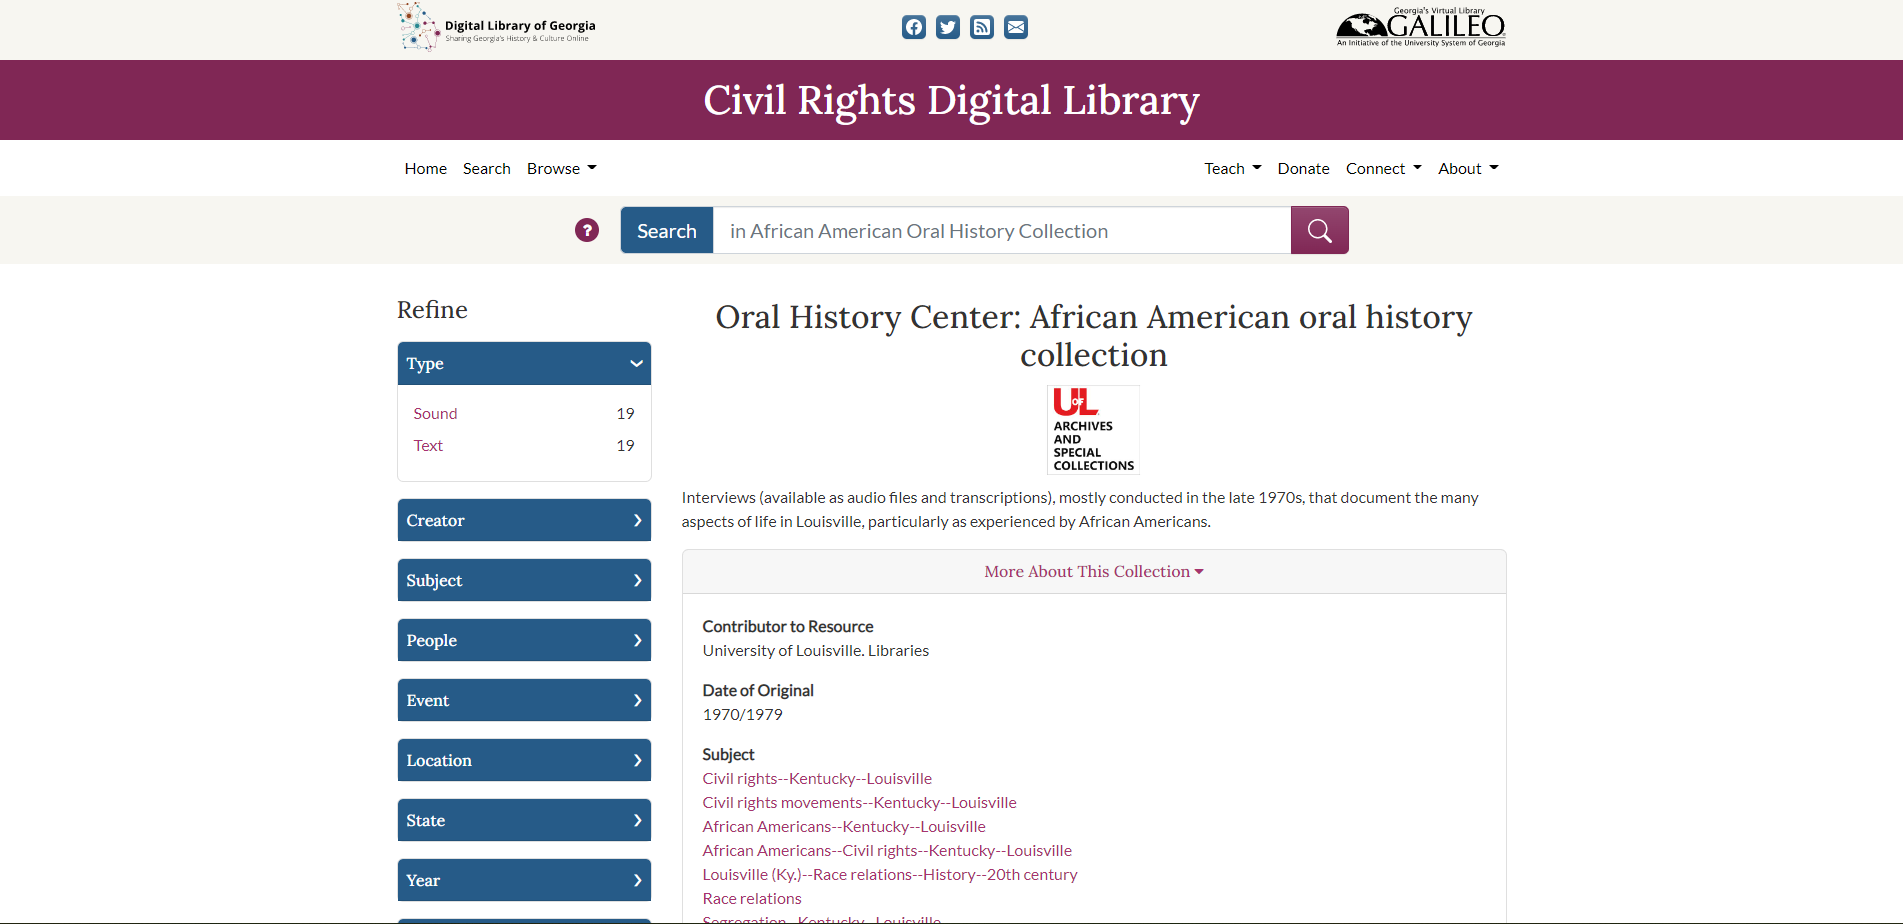 Digital Library of Georgia
Sharing Georgia's History & Culture Online
Georgia's Virtual Library
GALILEO
An Initiative of the University System of Georgia
Civil Rights Digital Library
Home Search Browse
Teach Donate Connect About
?
Search in African American Oral History Collection
Refine
Type
Sound 19
Text 19
Creator
Subject
People
Event
Location
State
Year
Oral History Center: African American oral history
collection
U OF L
ARCHIVES
AND
SPECIAL
COLLECTIONS
Interviews (available as audio files and transcriptions), mostly conducted in the late 1970s, that document the many
aspects of life in Louisville, particularly as experienced by African Americans.
More About This Collection
Contributor to Resource
University of Louisville. Libraries
Date of Original
1970/1979
Subject
Civil rights--Kentucky--Louisville
Civil rights movements--Kentucky--Louisville
African Americans--Kentucky--Louisville
African Americans--Civil rights--Kentucky--Louisville
Louisville (Ky.)--Race relations--History--20th century
Race relations
Segregation--Kentucky--Louisville